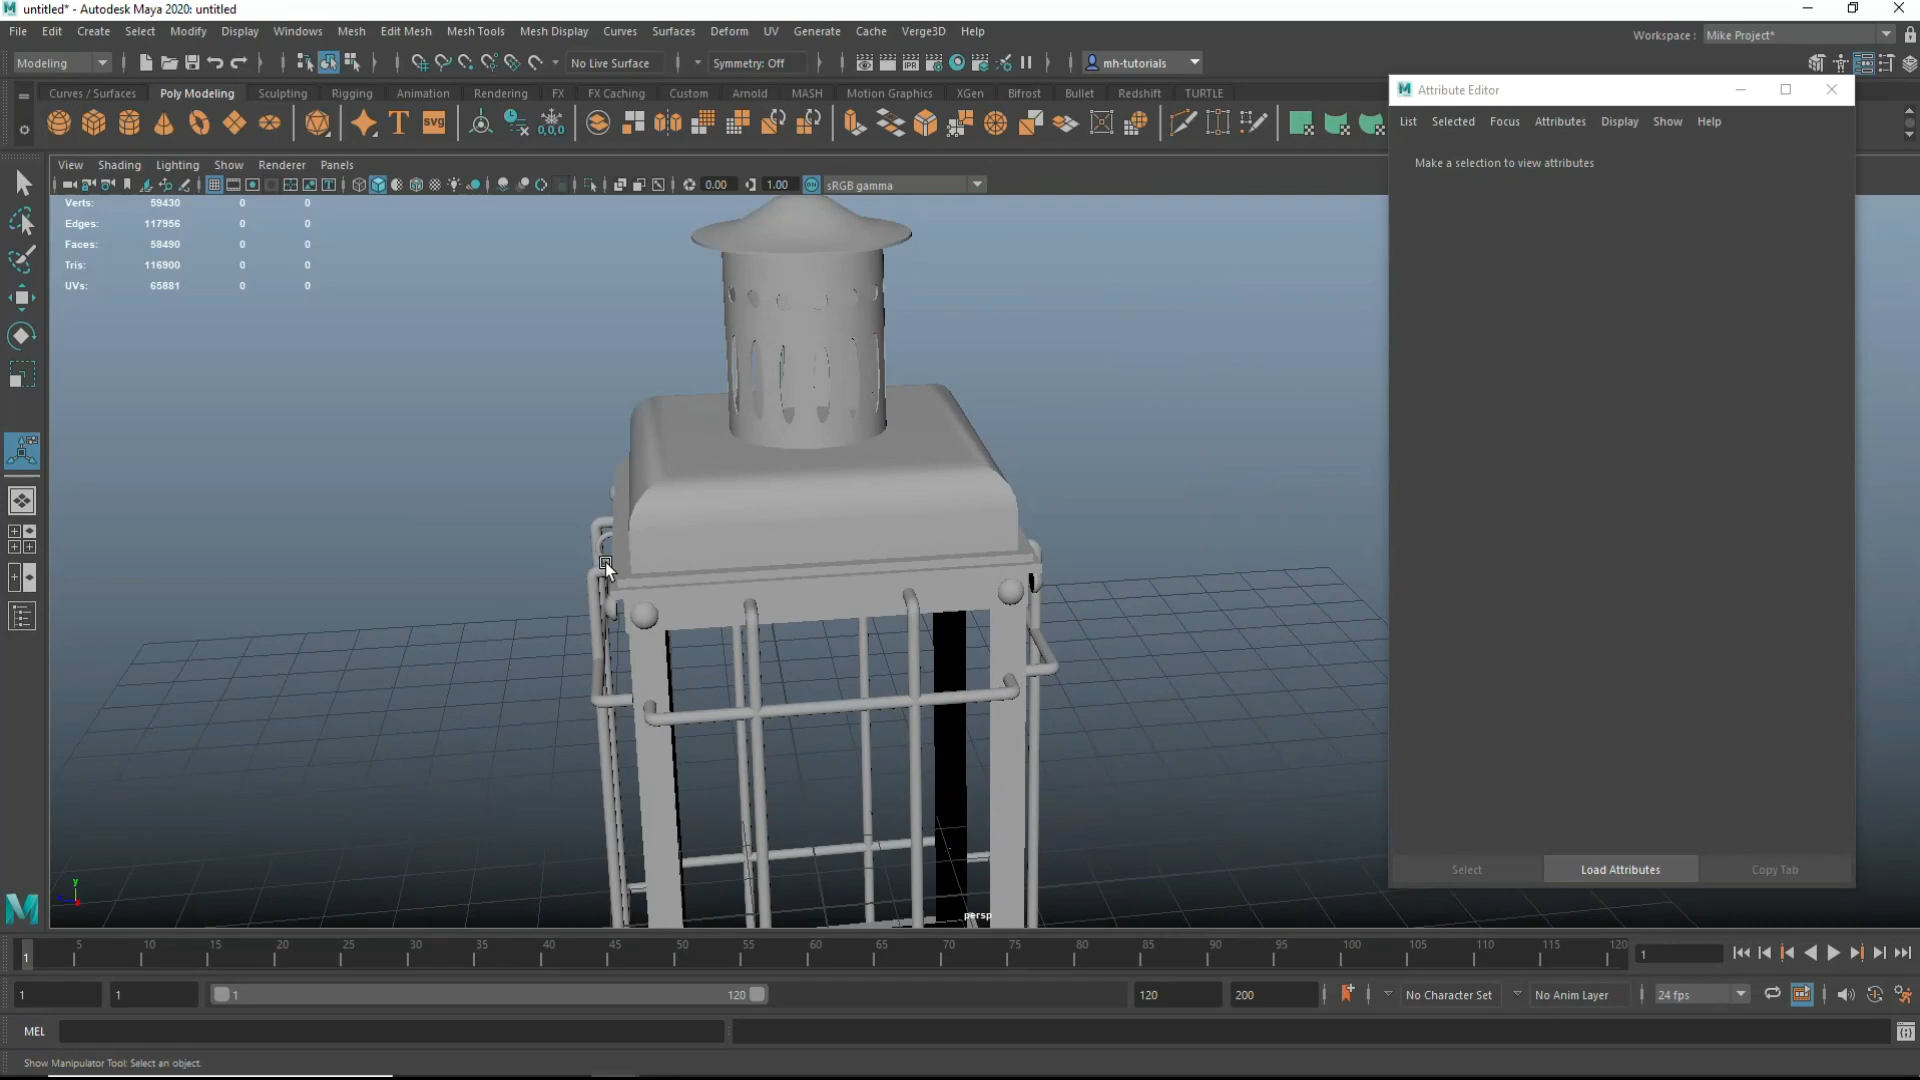 untitled* - Autodesk Maya 2020: untitled
File Edit Create Select Modify Display Windows Mesh Edit Mesh Mesh Tools Mesh Display Curves Surfaces Deform UV Generate Cache Verge3D Help
Workspace : Mike Project*
Modeling No Live Surface Symmetry: Off mh-tutorials
Curves / Surfaces Poly Modeling Sculpting Rigging Animation Rendering FX FX Caching Custom Arnold MASH Motion Graphics XGen Bifrost Bullet Redshift TURTLE
T svg 0,0,0
View Shading Lighting Show Renderer Panels
0.00 1.00 sRGB gamma
Verts: 59430 0 0
Edges: 117956 0 0
Faces: 58490 0 0
Tris: 116900 0 0
UVs: 65881 0 0
Attribute Editor
List Selected Focus Attributes Display Show Help
Make a selection to view attributes
Select Load Attributes Copy Tab
y
persp
1 5 10 15 20 25 30 35 40 45 50 55 60 65 70 75 80 85 90 95 100 105 110 115 120 1
1 1 1 120 120 200 No Character Set No Anim Layer 24 fps
MEL
Show Manipulator Tool: Select an object.